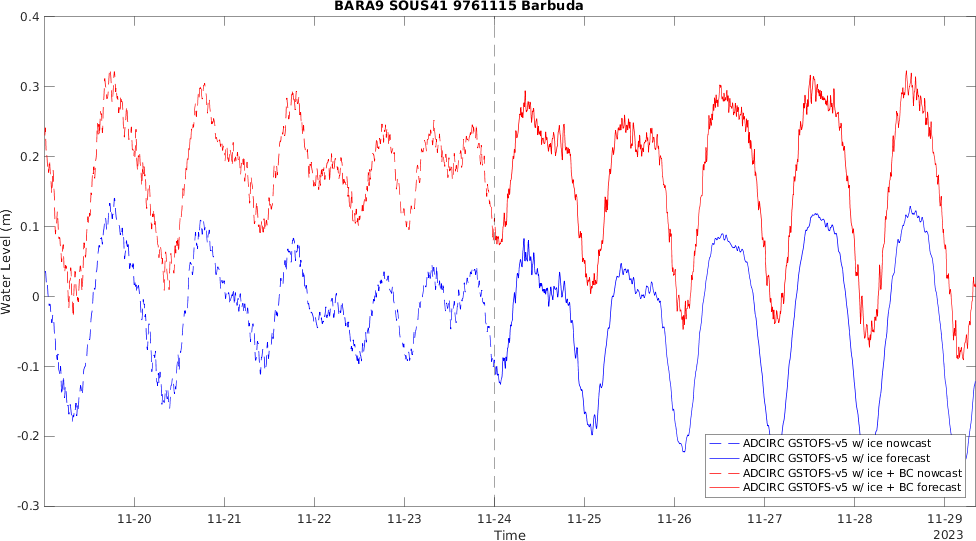 BARA9 SOUS41 9761115 Barbuda
0.4
0.3
0.2
0.1
0
-0.1
-0.2
-0.3
Water Level (m)
11-20
11-21
11-22
11-23
11-24
11-25
11-26
11-27
11-28
11-29
2023
Time
ADCIRC GSTOFS-v5 w/ ice nowcast
ADCIRC GSTOFS-v5 w/ ice forecast
ADCIRC GSTOFS-v5 w/ ice + BC nowcast
ADCIRC GSTOFS-v5 w/ ice + BC forecast